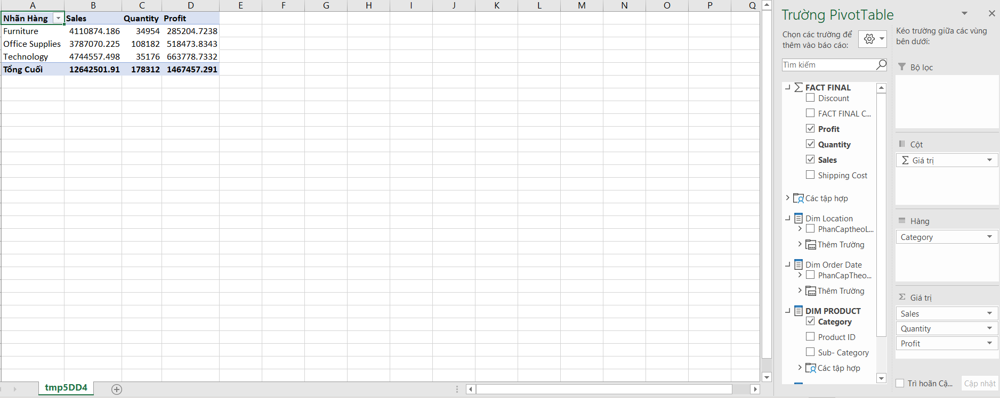 A B C D E F G H I J K L M N O P Q
Nhãn Hàng Sales Quantity Profit
Furniture 4110874.186 34954 285204.7238
Office Supplies 3787070.225 108182 518473.8343
Technology 4744557.498 35176 663778.7332
Tổng Cuối 12642501.91 178312 1467457.291
tmp5DD4
Trường PivotTable
Chọn các trường để
thêm vào báo cáo:
Tìm kiếm
FACT FINAL
Discount
FACT FINAL C...
Profit
Quantity
Sales
Shipping Cost
Các tập hợp
Dim Location
PhanCaptheoL...
Thêm Trường
Dim Order Date
PhanCapTheo...
Thêm Trường
DIM PRODUCT
Category
Product ID
Sub- Category
Các tập hợp
Kéo trường giữa các vùng
bên dưới:
Bộ lọc
Cột
Σ Giá trị
Hàng
Category
Σ Giá trị
Sales
Quantity
Profit
Trì hoãn Cậ... Cập nhật